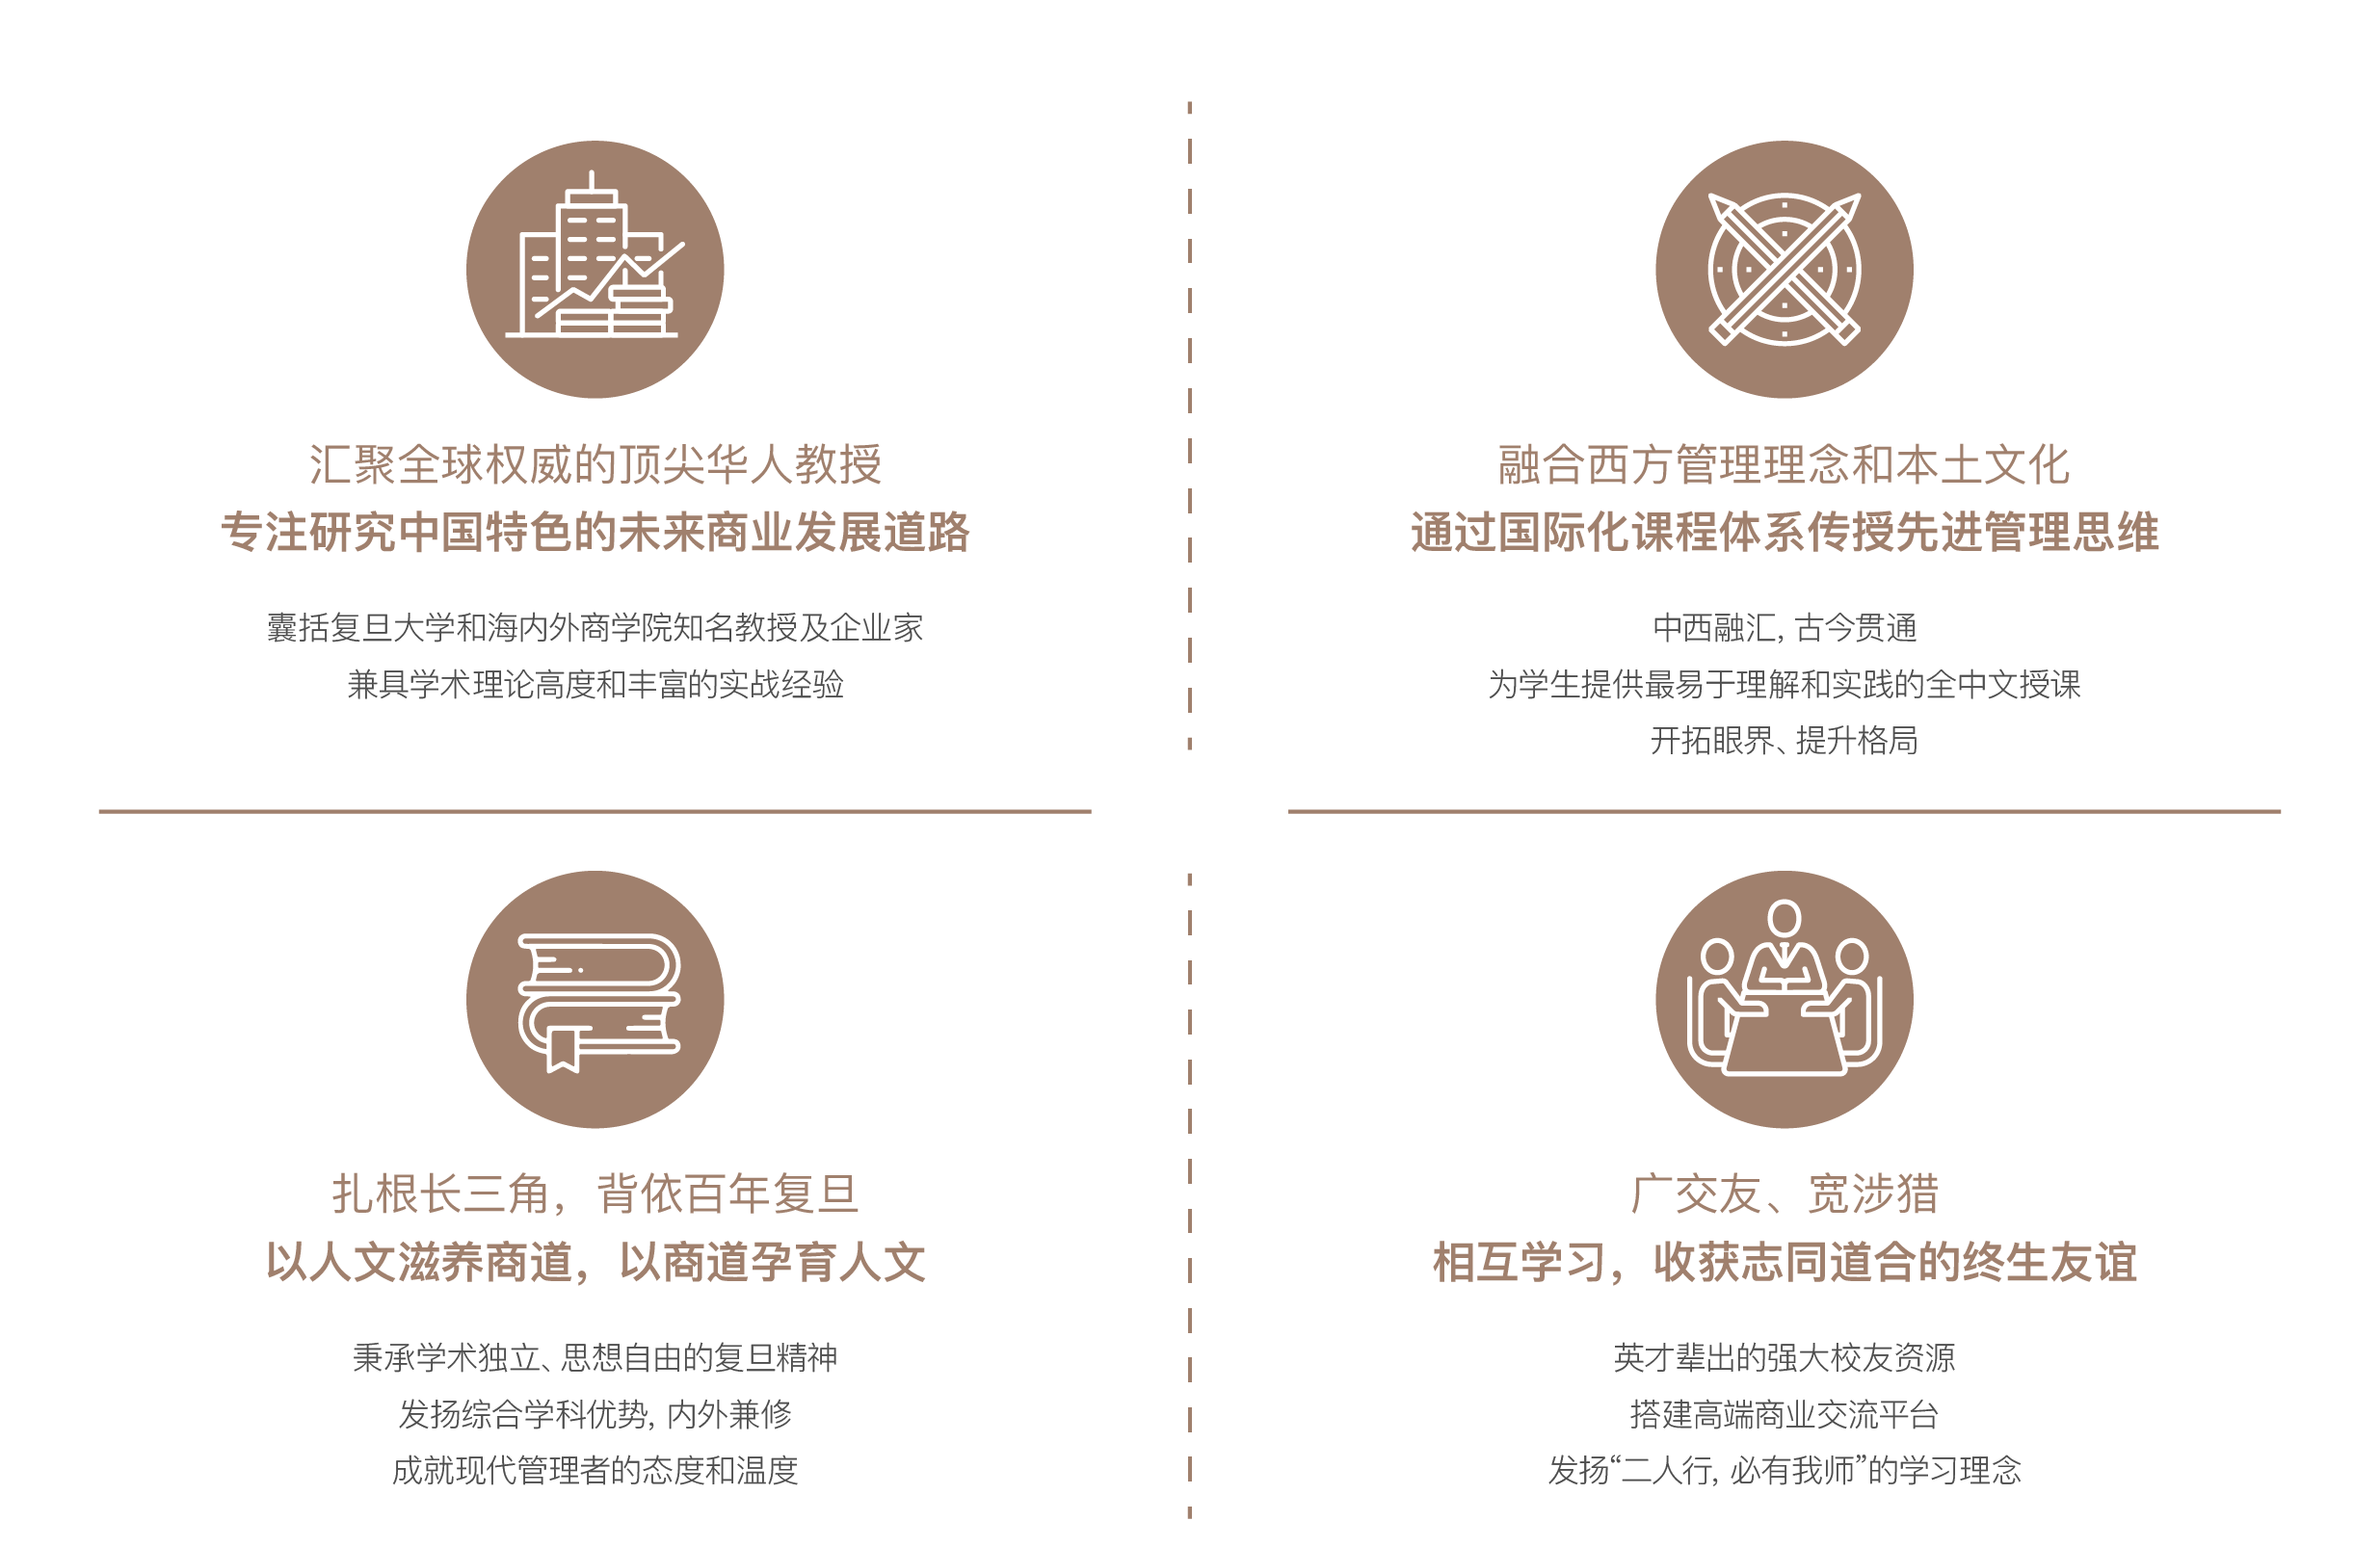 汇聚全球权威的顶尖华人教授
专注研究中国特色的未来商业发展道路
囊括复旦大学和海内外商学院知名教授及企业家
兼具学术理论高度和丰富的实战经验
融合西方管理理念和本土文化
通过国际化课程体系传授先进管理思维
中西融汇, 古今贯通
为学生提供最易于理解和实践的全中文授课
开拓眼界、提升格局
扎根长三角，背依百年复旦
以人文滋养商道，以商道孕育人文
秉承学术独立、思想自由的复旦精神
发扬综合学科优势, 内外兼修
成就现代管理者的态度和温度
广交友、宽涉猎
相互学习，收获志同道合的终生友谊
英才辈出的强大校友资源
搭建高端商业交流平台
发扬“二人行, 必有我师”的学习理念